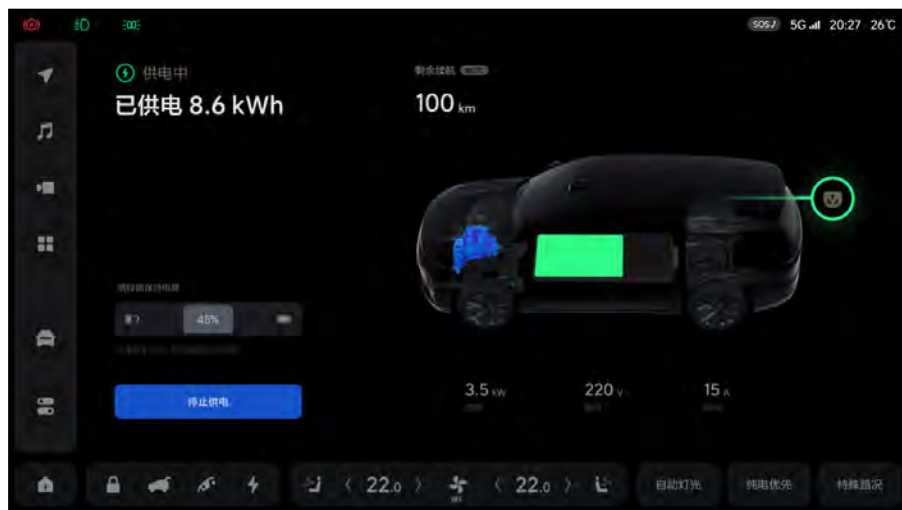 SOS
5G 20:27 26℃
供电中
已供电 8.6 kWh
剩余续航
100 km
45%
停止供电
3.5 kW 220 V 15 A
22.0 22.0
自动灯光 纯电优先 特殊路况